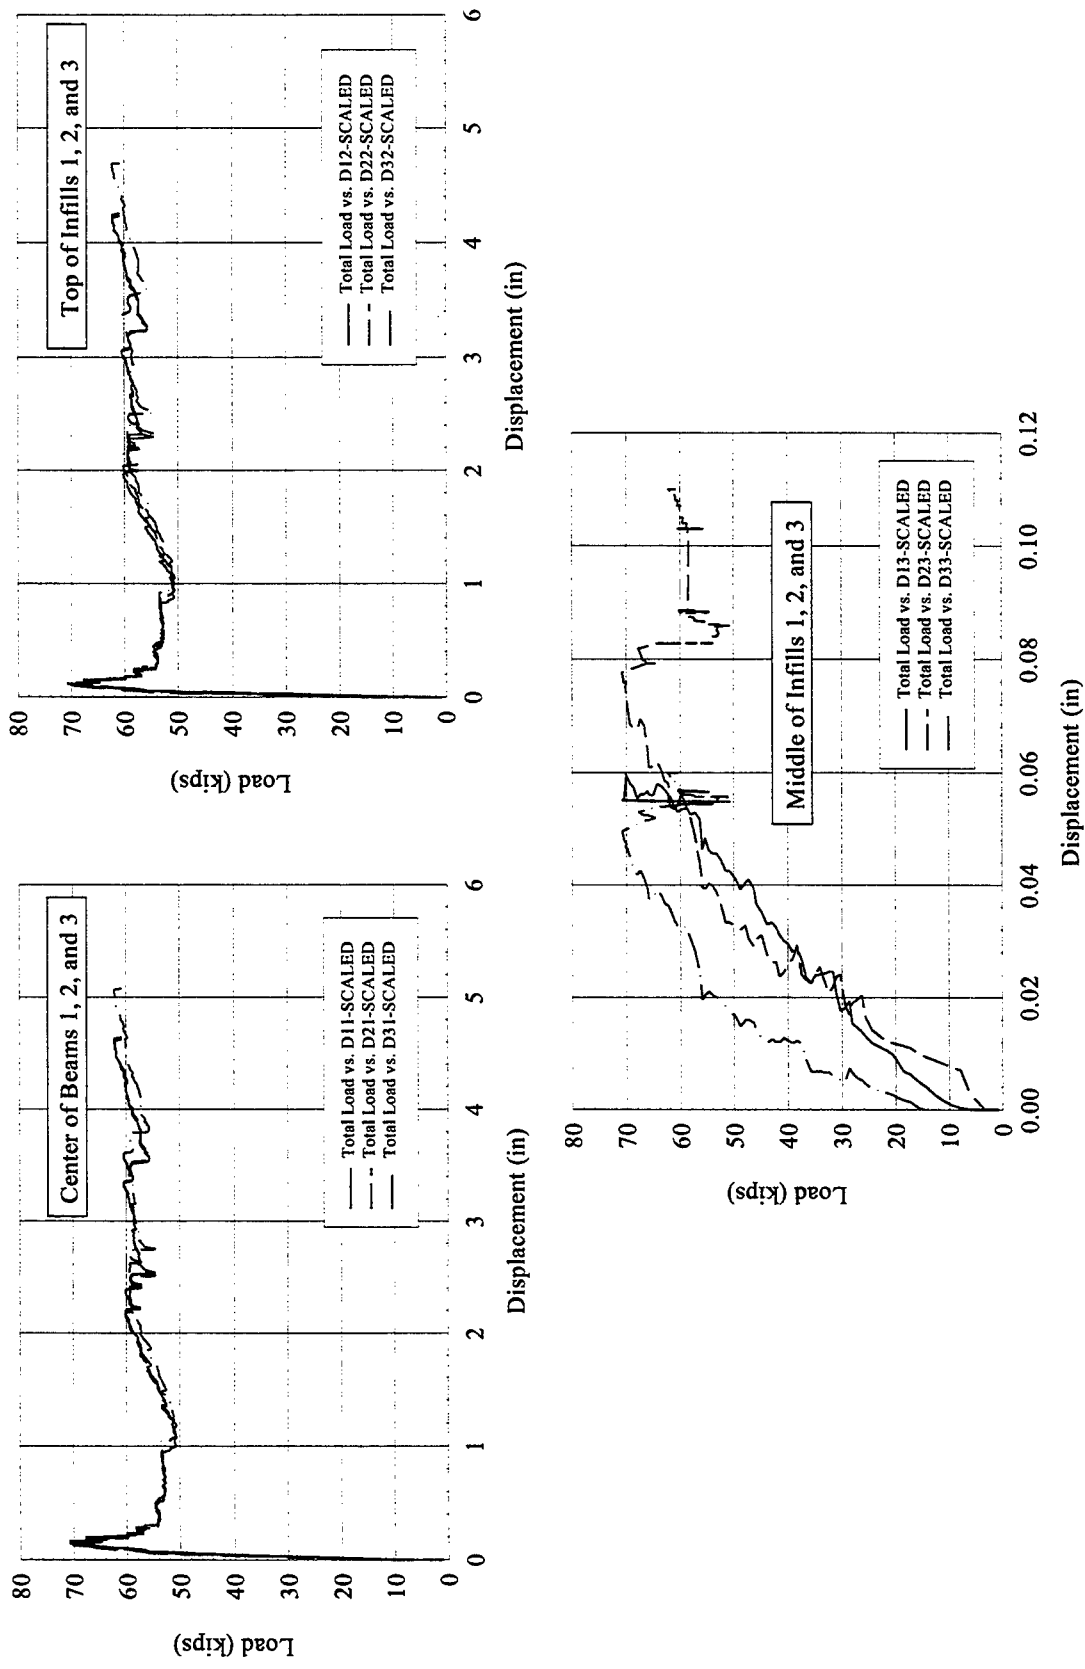 Center of Beams 1, 2, and 3
80
70
60
50
40
30
20
10
0
Load (kips)
0
1
2
3
4
5
6
Displacement (in)
Total Load vs. D11-SCALED
Total Load vs. D21-SCALED
Total Load vs. D31-SCALED
Top of Infills 1, 2, and 3
80
70
60
50
40
30
20
10
0
Load (kips)
0
1
2
3
4
5
6
Displacement (in)
Total Load vs. D12-SCALED
Total Load vs. D22-SCALED
Total Load vs. D32-SCALED
80
70
60
50
40
30
20
10
0
Load (kips)
Middle of Infills 1, 2, and 3
Total Load vs. D13-SCALED
Total Load vs. D23-SCALED
Total Load vs. D33-SCALED
0.00
0.02
0.04
0.06
0.08
0.10
0.12
Displacement (in)